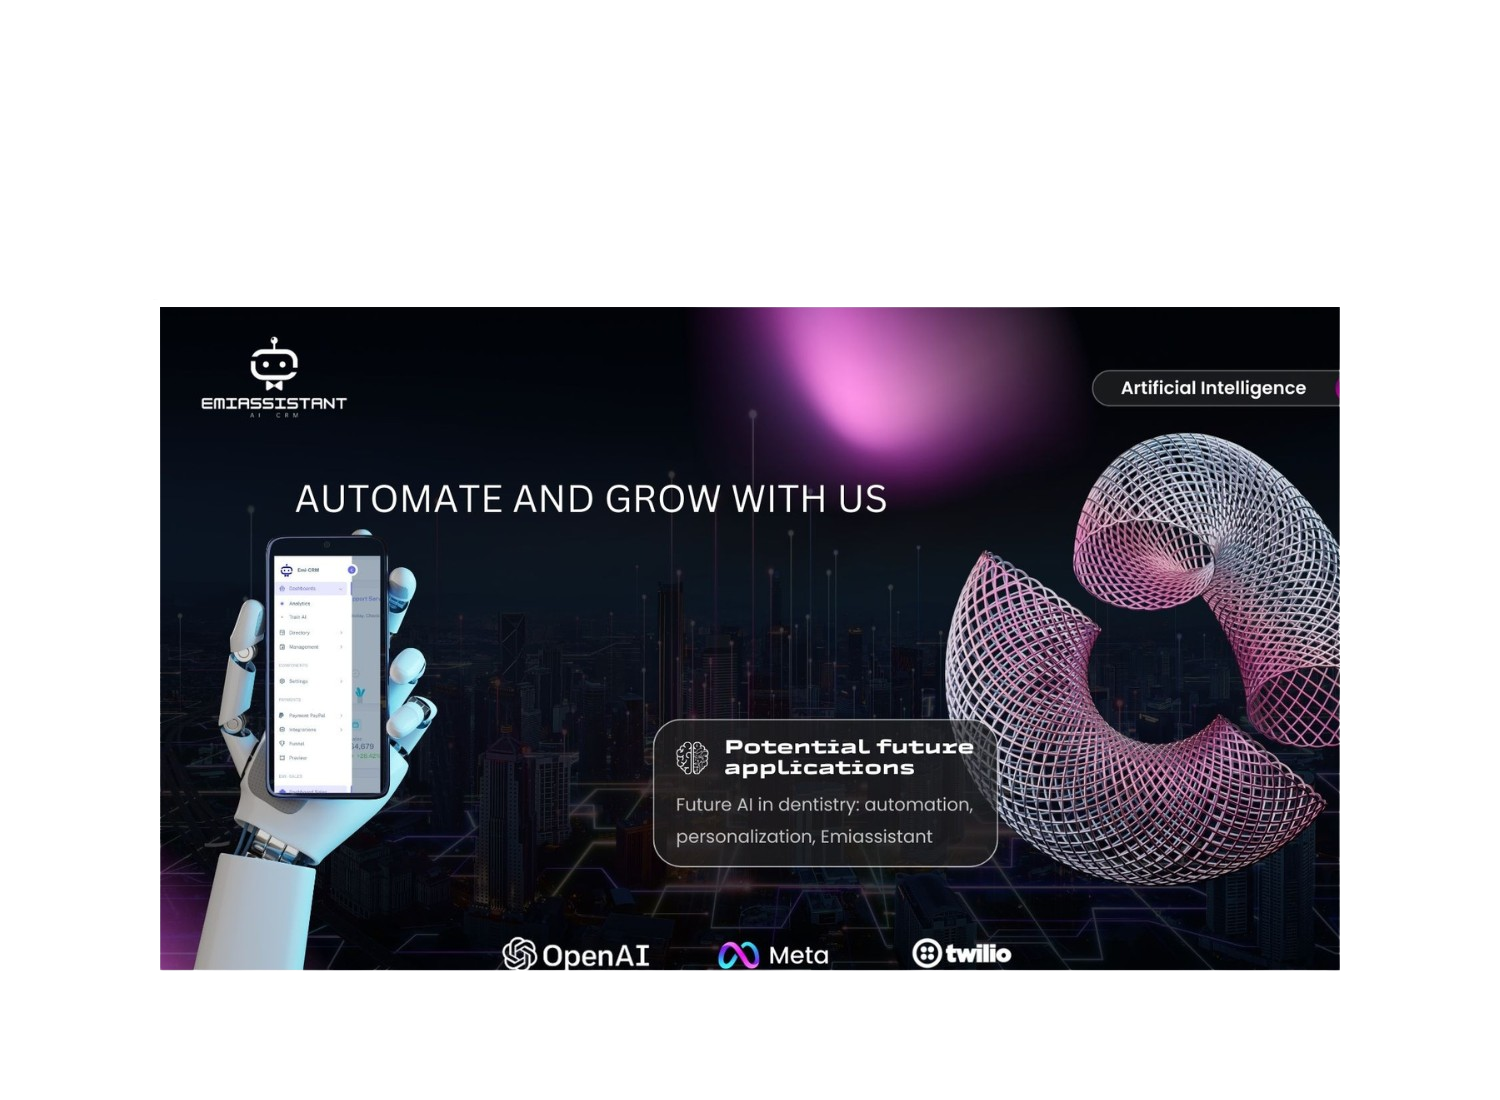 EMIASSISTANT
AI CRM
Artificial Intelligence
AUTOMATE AND GROW WITH US
Emi-CRM
Dashboards
Analytics
Train AI
Directory
Management
Settings
Payment PayPal
Integrations
Funnel
Preview
Potential future
applications
Future AI in dentistry: automation,
personalization, Emiassistant
OpenAI
Meta
twilio